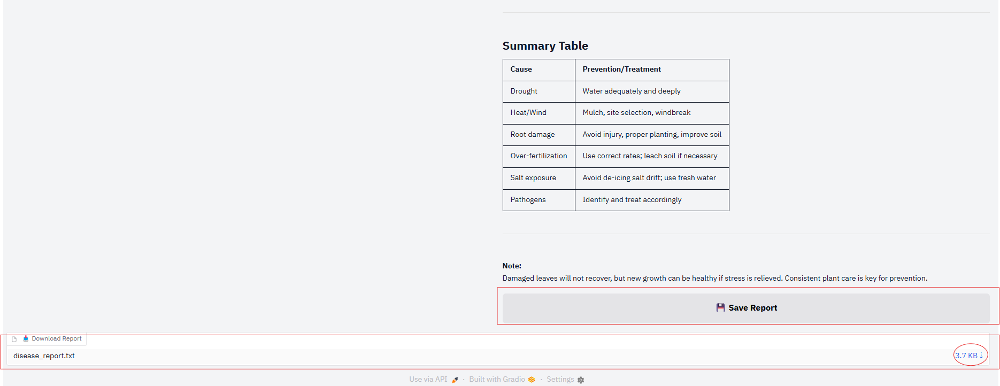 Summary Table
Cause Prevention/Treatment
Drought Water adequately and deeply
Heat/Wind Mulch, site selection, windbreak
Root damage Avoid injury, proper planting, improve soil
Over-fertilization Use correct rates; leach soil if necessary
Salt exposure Avoid de-icing salt drift; use fresh water
Pathogens Identify and treat accordingly
Note:
Damaged leaves will not recover, but new growth can be healthy if stress is relieved. Consistent plant care is key for prevention.
💾 Save Report
📥 Download Report
disease_report.txt 3.7 KB ⇣
Use via API 🚀 · Built with Gradio · Settings ⚙️